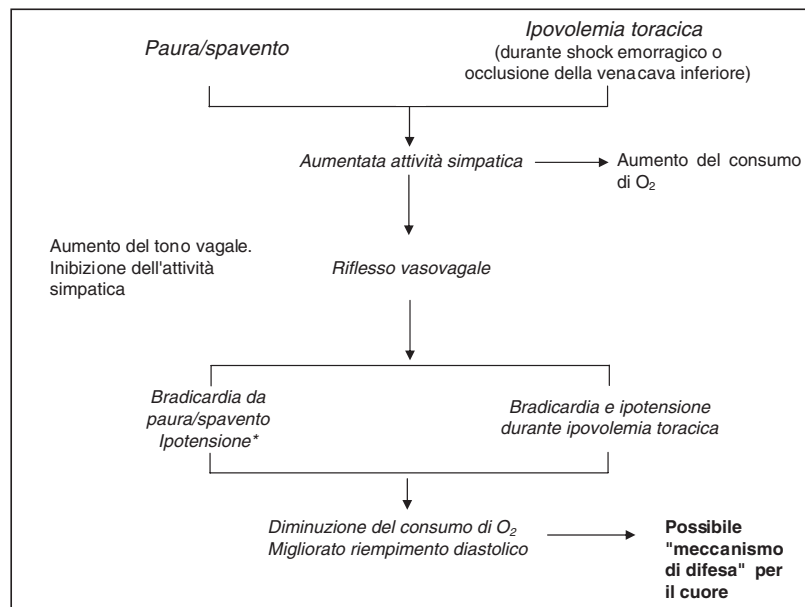 Paura/spavento
Ipovolemia toracica
(durante shock emorragico o
occlusione della vena cava inferiore)
Aumentata attività simpatica
Aumento del consumo
di O₂
Aumento del tono vagale.
Inibizione dell'attività
simpatica
Riflesso vasovagale
Bradicardia da
paura/spavento
Ipotensione*
Bradicardia e ipotensione
durante ipovolemia toracica
Diminuzione del consumo di O₂
Migliorato riempimento diastolico
Possibile
"meccanismo
di difesa" per
il cuore